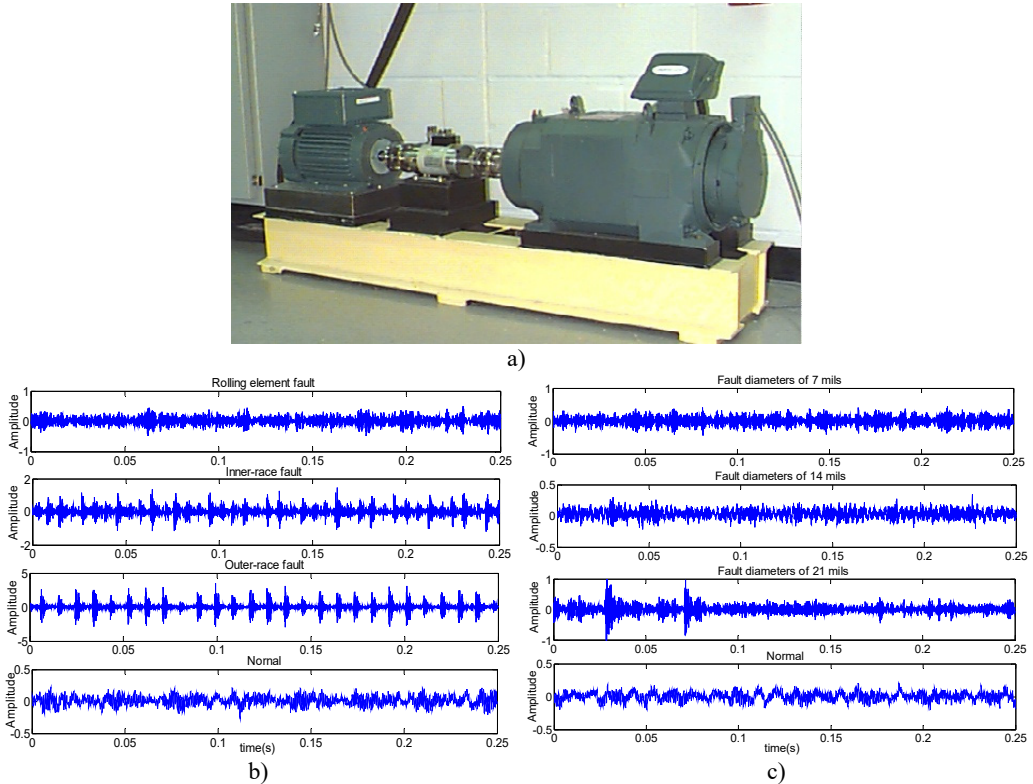 a)
Rolling element fault
Amplitude
1
0
-1
0 0.05 0.1 0.15 0.2 0.25
Inner-race fault
Amplitude
2
0
-2
0 0.05 0.1 0.15 0.2 0.25
Outer-race fault
Amplitude
5
0
-5
0 0.05 0.1 0.15 0.2 0.25
Normal
Amplitude
0.5
0
-0.5
0 0.05 0.1 0.15 0.2 0.25
time(s)
b)
Fault diameters of 7 mils
Amplitude
1
0
-1
0 0.05 0.1 0.15 0.2 0.25
Fault diameters of 14 mils
Amplitude
0.5
0
-0.5
0 0.05 0.1 0.15 0.2 0.25
Fault diameters of 21 mils
Amplitude
1
0
-1
0 0.05 0.1 0.15 0.2 0.25
Normal
Amplitude
0.5
0
-0.5
0 0.05 0.1 0.15 0.2 0.25
time(s)
c)